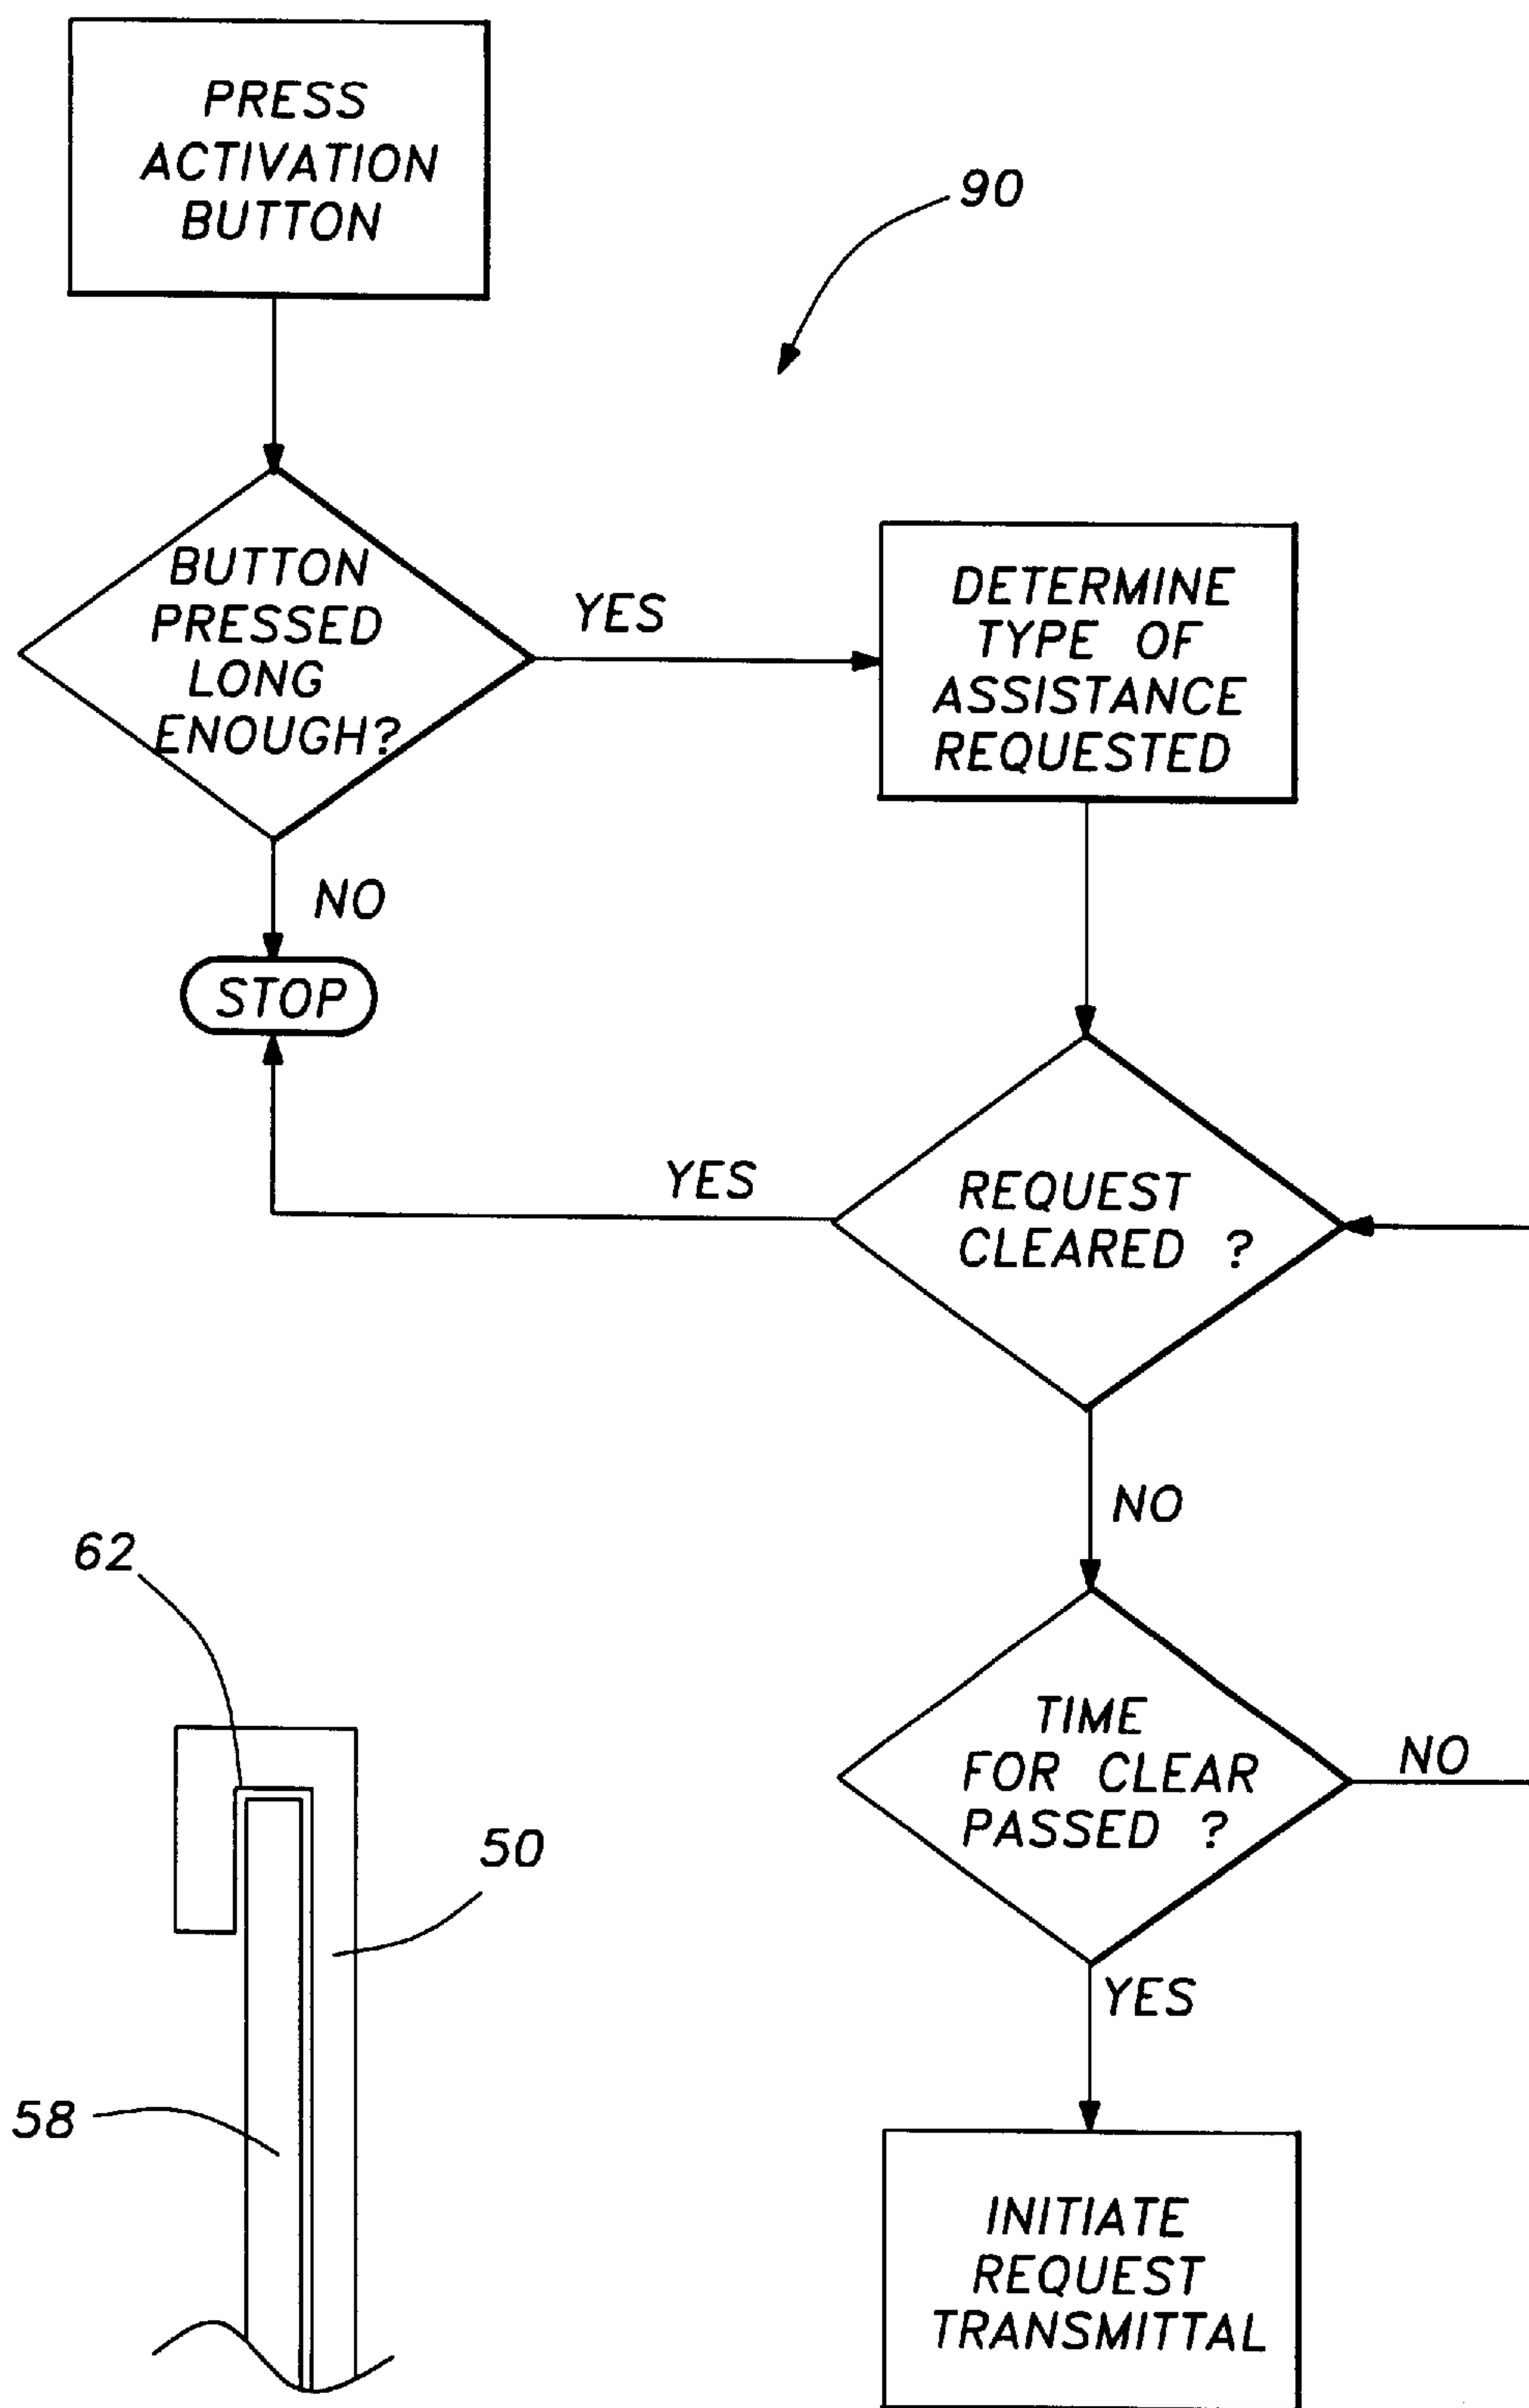 PRESS
ACTIVATION
BUTTON
90
BUTTON
PRESSED
LONG
ENOUGH?
YES
DETERMINE
TYPE OF
ASSISTANCE
REQUESTED
NO
STOP
YES
REQUEST
CLEARED ?
NO
62
TIME
FOR CLEAR
PASSED ?
NO
50
YES
58
INITIATE
REQUEST
TRANSMITTAL